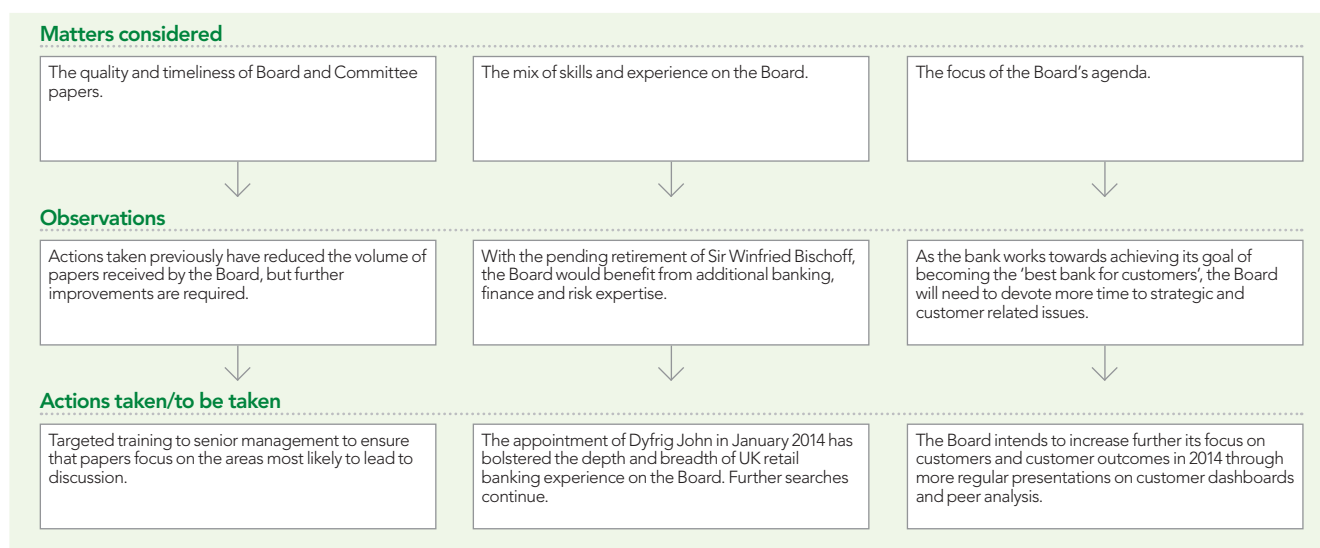 Matters considered
The quality and timeliness of Board and Committee
papers.
The mix of skills and experience on the Board.
The focus of the Board’s agenda.
Observations
Actions taken previously have reduced the volume of
papers received by the Board, but further
improvements are required.
With the pending retirement of Sir Winfried Bischoff,
the Board would benefit from additional banking,
finance and risk expertise.
As the bank works towards achieving its goal of
becoming the ‘best bank for customers’, the Board
will need to devote more time to strategic and
customer related issues.
Actions taken/to be taken
Targeted training to senior management to ensure
that papers focus on the areas most likely to lead to
discussion.
The appointment of Dyfrig John in January 2014 has
bolstered the depth and breadth of UK retail
banking experience on the Board. Further searches
continue.
The Board intends to increase further its focus on
customers and customer outcomes in 2014 through
more regular presentations on customer dashboards
and peer analysis.